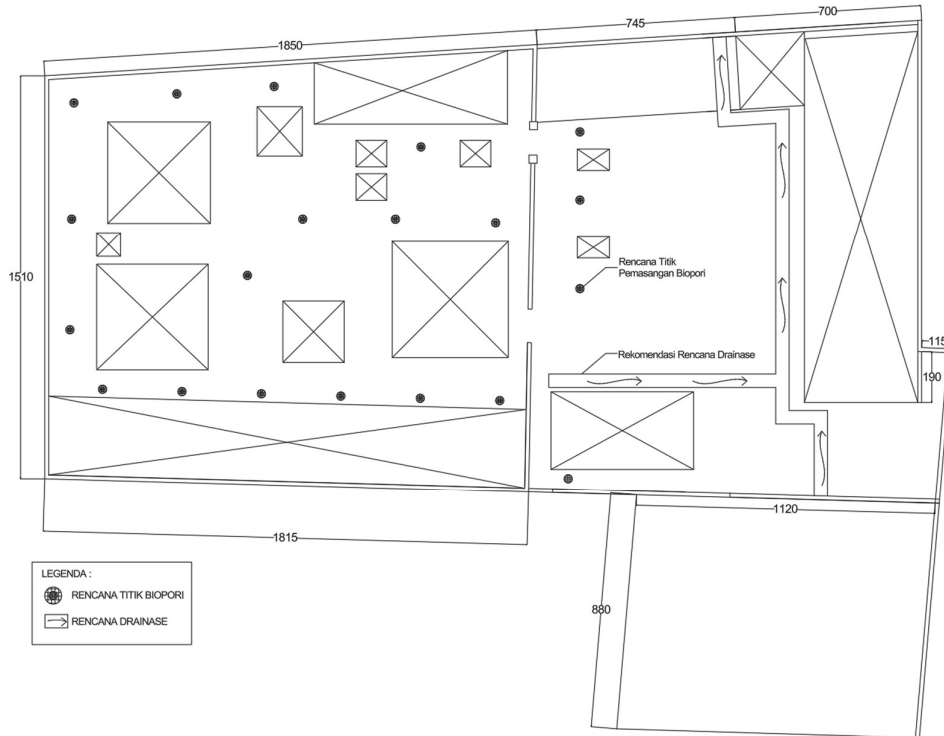 700
745
1850
1510
Rencana Titik
Pemasangan Biopori
115
Rekomendasi Rencana Drainase
190
1120
1815
LEGENDA :
RENCANA TITIK BIOPORI
RENCANA DRAINASE
880